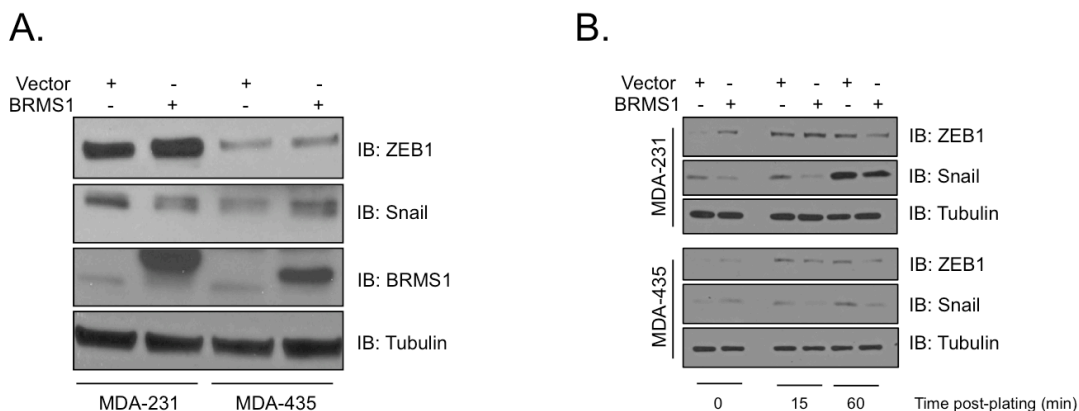 A.
Vector + - + -
BRMS1 - + - +
IB: ZEB1
IB: Snail
IB: BRMS1
IB: Tubulin
MDA-231 MDA-435
B.
Vector + - + - + -
BRMS1 - + - + - +
MDA-231
IB: ZEB1
IB: Snail
IB: Tubulin
MDA-435
IB: ZEB1
IB: Snail
IB: Tubulin
0 15 60 Time post-plating (min)